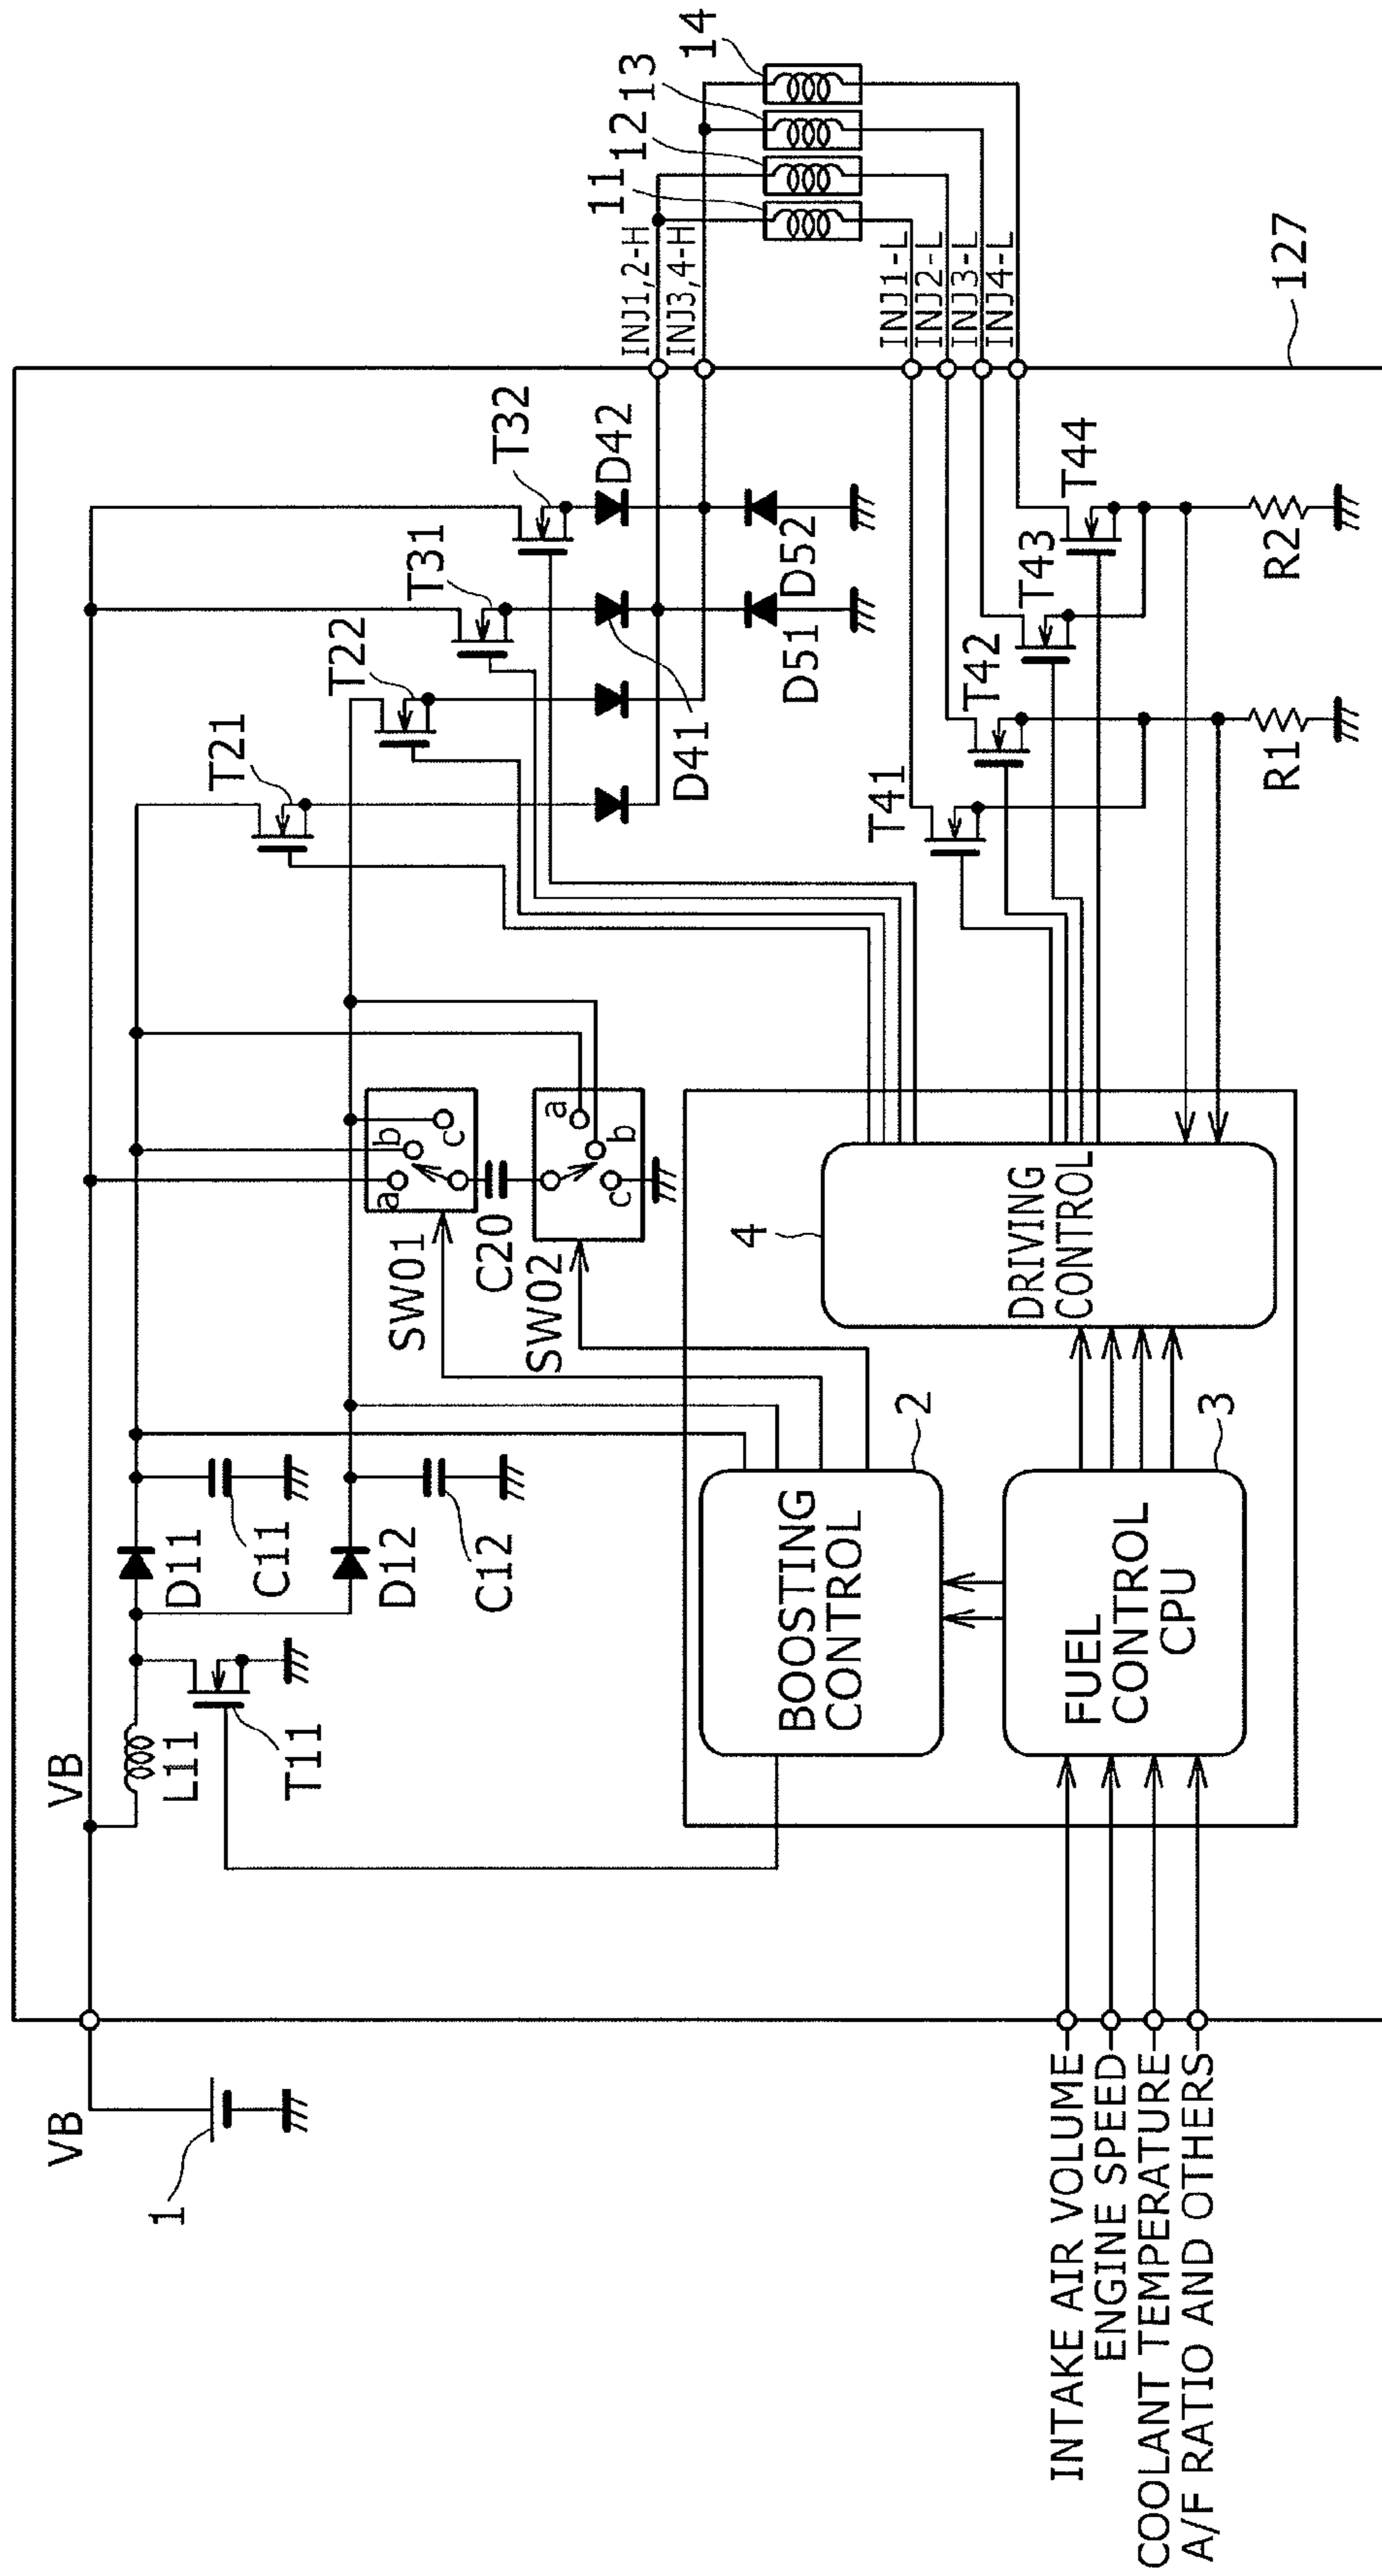 VB
1
VB
L11
T11
D11
C11
D12
C12
SW01
a
b
c
C20
SW02
a
b
c
T21
T22
T31
T32
D41
D42
D51
D52
INJ1,2-H
INJ3,4-H
11
12
13
14
INJ1-L
INJ2-L
INJ3-L
INJ4-L
127
T41
T42
T43
T44
R1
R2
BOOSTING
CONTROL
2
FUEL
CONTROL
CPU
3
DRIVING
CONTROL
4
INTAKE AIR VOLUME
ENGINE SPEED
COOLANT TEMPERATURE
A/F RATIO AND OTHERS